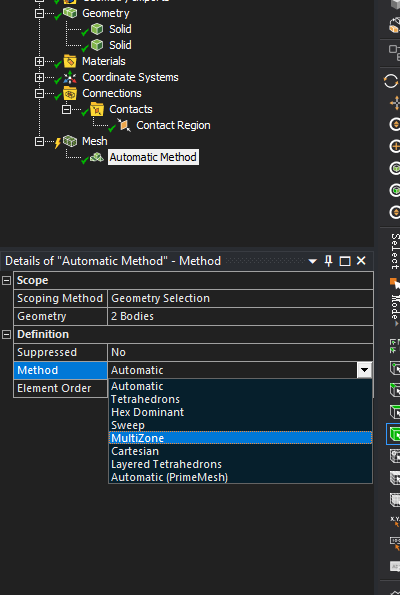 Geometry
Solid
Solid
Materials
Coordinate Systems
Connections
Contacts
Contact Region
Mesh
Automatic Method
Details of "Automatic Method" - Method
Scope
Scoping Method Geometry Selection
Geometry 2 Bodies
Definition
Suppressed No
Method Automatic
Element Order
Automatic
Tetrahedrons
Hex Dominant
Sweep
MultiZone
Cartesian
Layered Tetrahedrons
Automatic (PrimeMesh)
Select
Mode